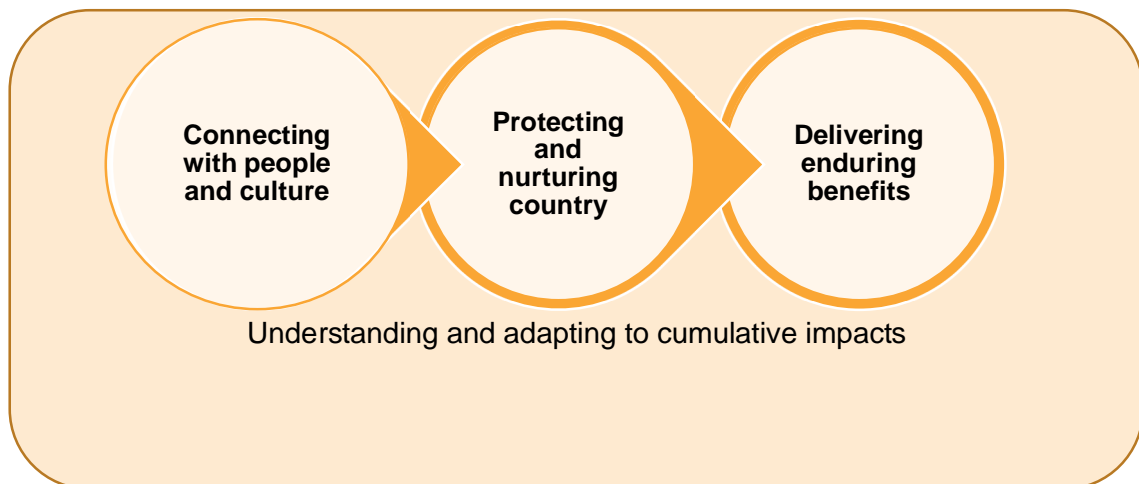 Connecting
with people
and culture
Protecting
and
nurturing
country
Delivering
enduring
benefits
Understanding and adapting to cumulative impacts